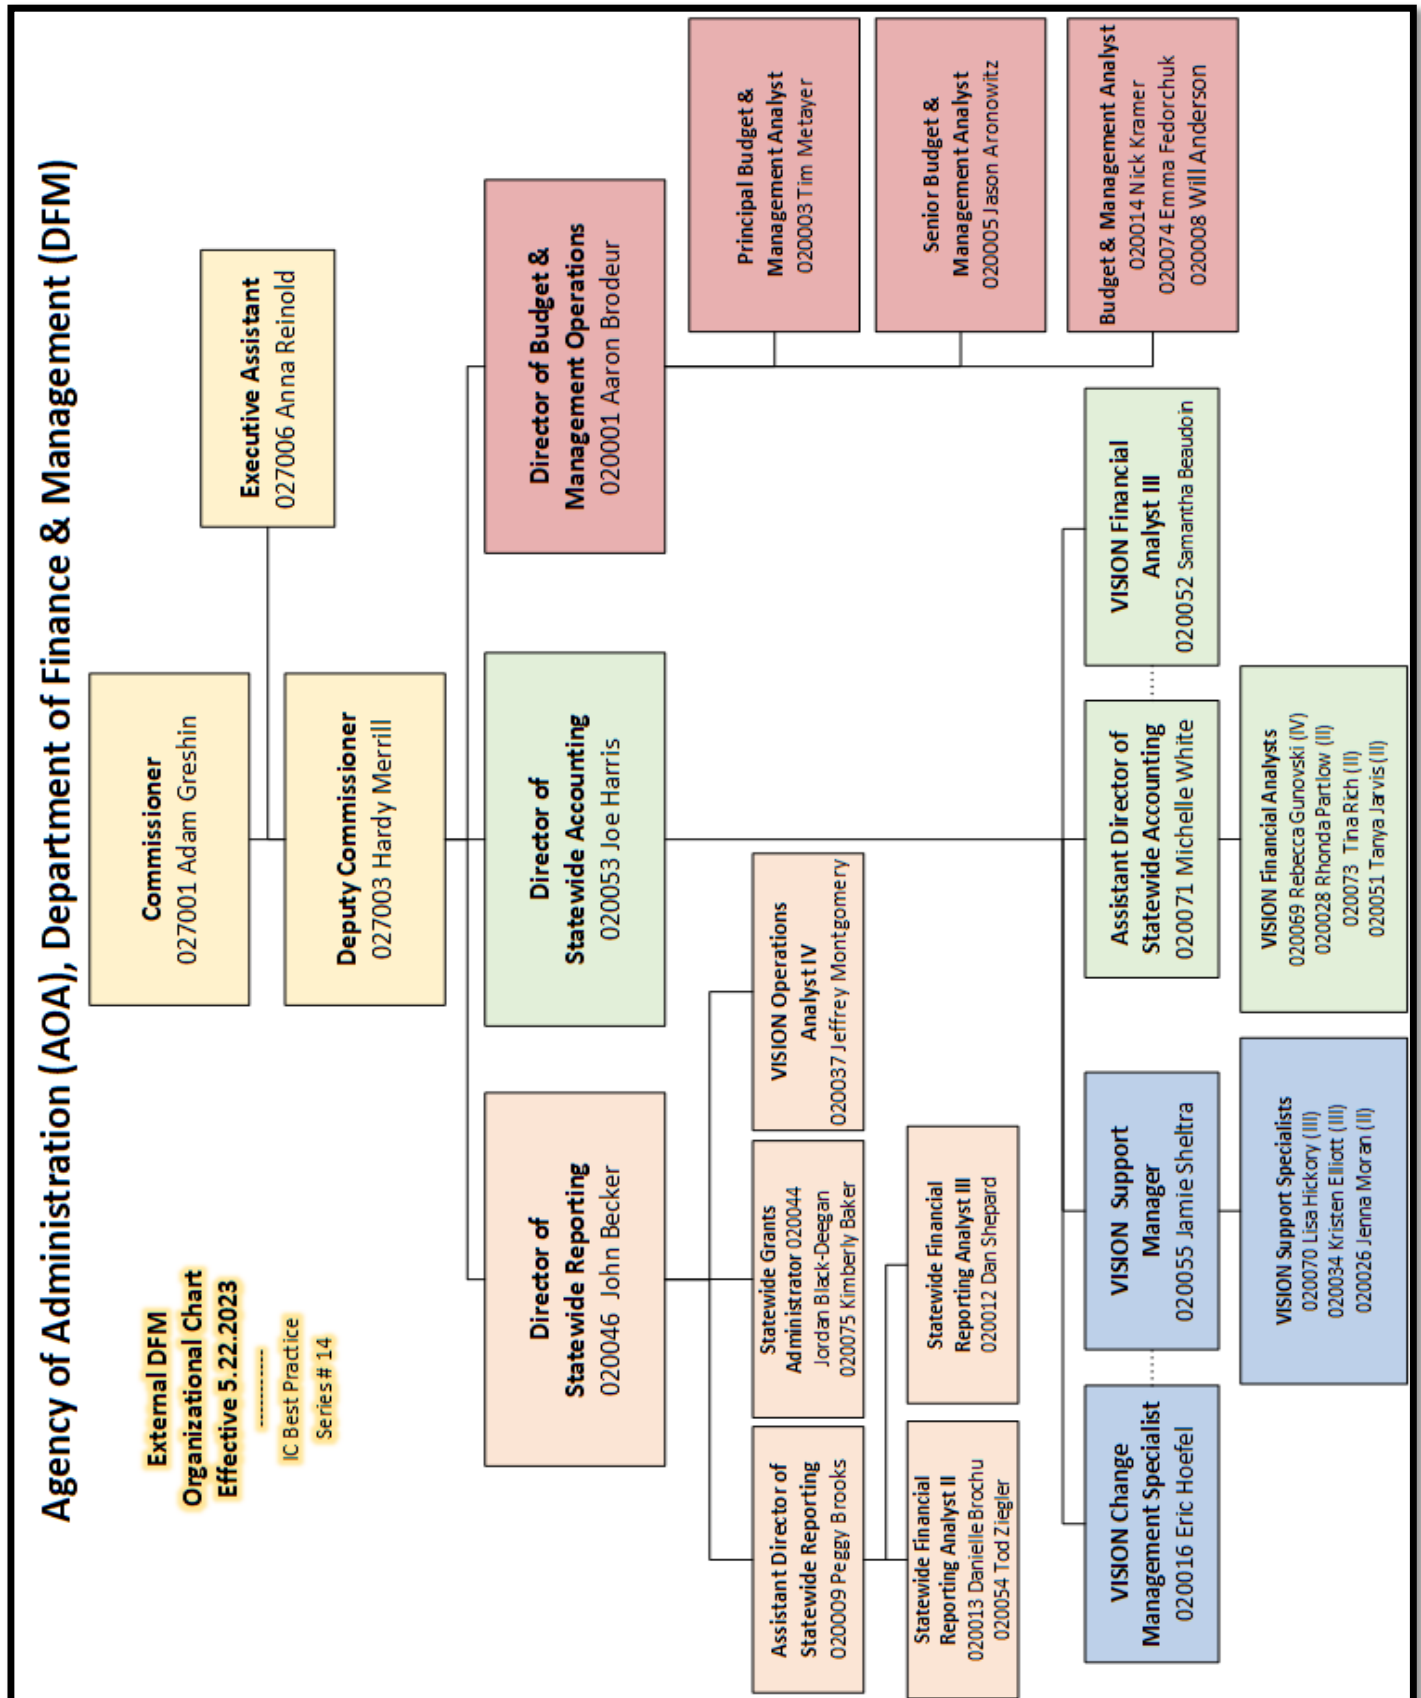 Agency of Administration (AOA), Department of Finance & Management (DFM)
External DFM
Organizational Chart
Effective 5.22.2023
----------
IC Best Practice
Series # 14
Commissioner
027001 Adam Greshin
Executive Assistant
027006 Anna Reinold
Deputy Commissioner
027003 Hardy Merrill
Director of
Statewide Reporting
020046 John Becker
Director of
Statewide Accounting
020053 Joe Harris
Director of Budget &
Management Operations
020001 Aaron Brodeur
Assistant Director of
Statewide Reporting
020009 Peggy Brooks
Statewide Grants
Administrator 020044
Jordan Black-Deegan
020075 Kimberly Baker
VISION Operations
Analyst IV
020037 Jeffrey Montgomery
Statewide Financial
Reporting Analyst II
020013 Danielle Brochu
020054 Tod Ziegler
Statewide Financial
Reporting Analyst III
020012 Dan Shepard
Principal Budget &
Management Analyst
020003 Tim Metayer
Senior Budget &
Management Analyst
020005 Jason Aronowitz
Budget & Management Analyst
020014 Nick Kramer
020074 Emma Fedorchuk
020008 Will Anderson
VISION Change
Management Specialist
020016 Eric Hoefel
VISION Support
Manager
020055 Jamie Sheltra
Assistant Director of
Statewide Accounting
020071 Michelle White
VISION Financial
Analyst III
020052 Samantha Beaudoin
VISION Support Specialists
020070 Lisa Hickory (III)
020034 Kristen Elliott (III)
020026 Jenna Moran (II)
VISION Financial Analysts
020069 Rebecca Gunovski (IV)
020028 Rhonda Partlow (II)
020073 Tina Rich (II)
020051 Tanya Jarvis (II)